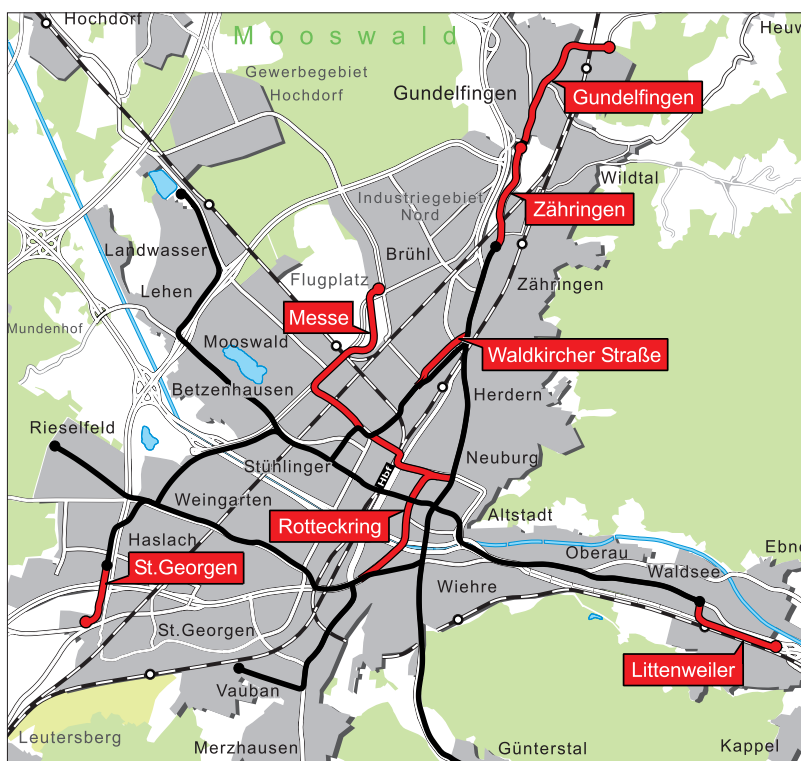 Hochdorf
Mooswald
Heuw
Gewerbegebiet
Hochdorf
Gundelfingen
Gundelfingen
Wildtal
Industriegebiet
Nord
Zähringen
Landwasser
Brühl
Flugplatz
Zähringen
Lehen
Messe
Mundenhof
Mooswald
Waldkircher Straße
Betzenhausen
Herdern
Rieselfeld
Neuburg
Stühlinger
Hbf
Weingarten
Altstadt
Rotteckring
Haslach
Oberau
Ebne
St.Georgen
Waldsee
Wiehre
St.Georgen
Littenweiler
Vauban
Leutersberg
Merzhausen
Günterstal
Kappel